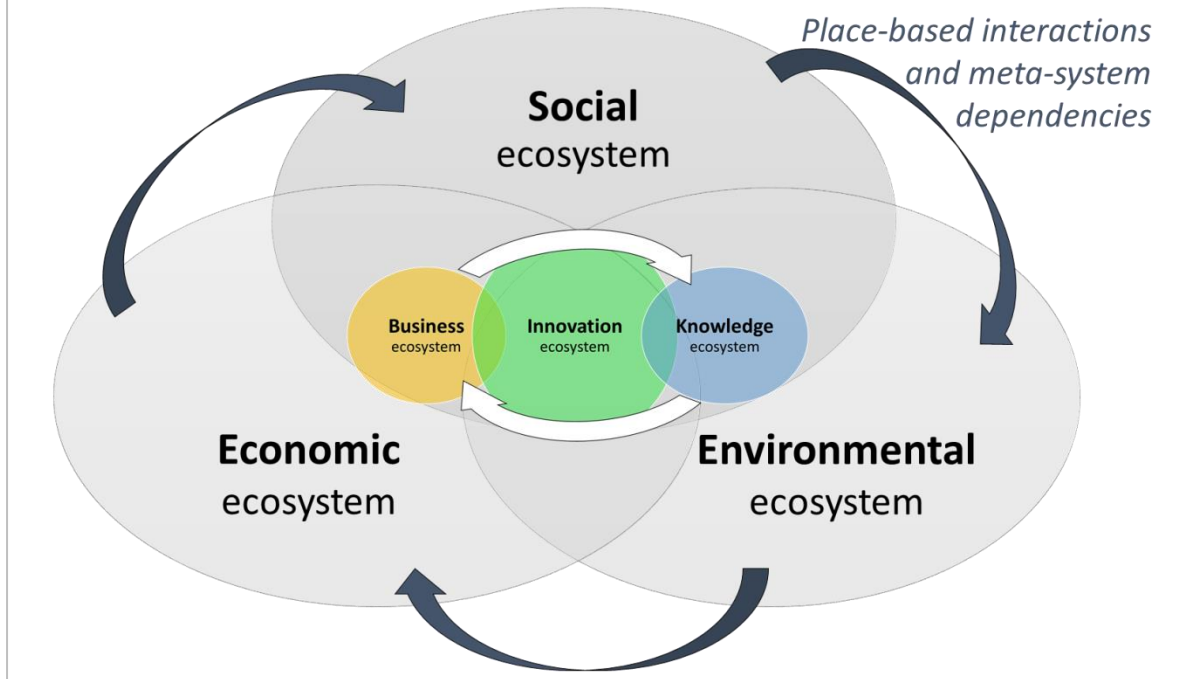 Place-based interactions
and meta-system
dependencies
Social
ecosystem
Business
ecosystem
Innovation
ecosystem
Knowledge
ecosystem
Economic
ecosystem
Environmental
ecosystem